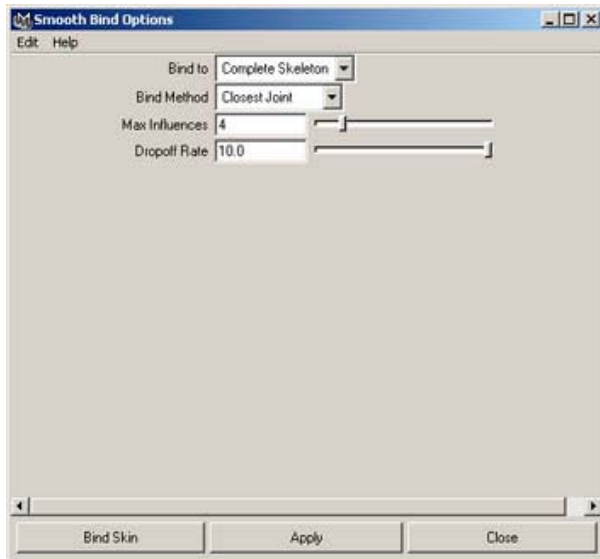 Smooth Bind Options
Edit Help
Bind to Complete Skeleton
Bind Method Closest Joint
Max Influences 4
Dropoff Rate 10.0
Bind Skin Apply Close